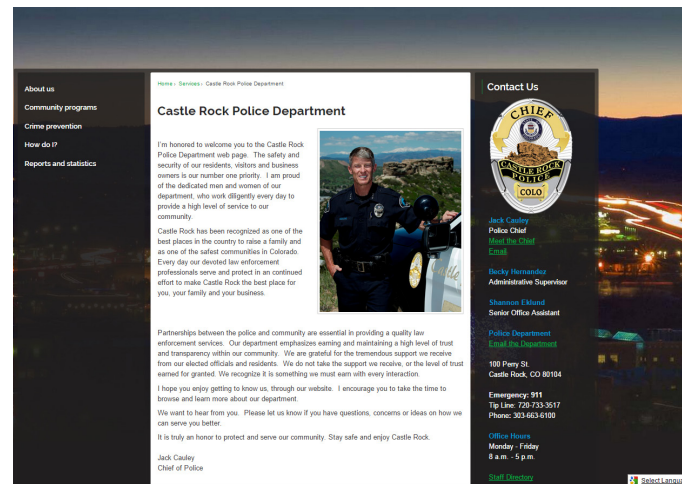 About us
Community programs
Crime prevention
How do I?
Reports and statistics
Home › Services › Castle Rock Police Department
Castle Rock Police Department
I'm honored to welcome you to the Castle Rock
Police Department web page. The safety and
security of our residents, visitors and business
owners is our number one priority. I am proud
of the dedicated men and women of our
department, who work diligently every day to
provide a high level of service to our
community.
Castle Rock has been recognized as one of the
best places in the country to raise a family and
as one of the safest communities in Colorado.
Every day our devoted law enforcement
professionals serve and protect in an continued
effort to make Castle Rock the best place for
you, your family and your business.
Partnerships between the police and community are essential in providing a quality law
enforcement services. Our department emphasizes earning and maintaining a high level of trust
and transparency within our community. We are grateful for the tremendous support we receive
from our elected officials and residents. We do not take the support we receive, or the level of trust
earned for granted. We recognize it is something we must earn with every interaction.
I hope you enjoy getting to know us, through our website. I encourage you to take the time to
browse and learn more about our department.
We want to hear from you. Please let us know if you have questions, concerns or ideas on how we
can serve you better.
It is truly an honor to protect and serve our community. Stay safe and enjoy Castle Rock.
Jack Cauley
Chief of Police
Contact Us
CHIEF
CASTLE ROCK
POLICE
COLO
Jack Cauley
Police Chief
Meet the Chief
Email
Becky Hernandez
Administrative Supervisor
Shannon Eklund
Senior Office Assistant
Police Department
Email the Department
100 Perry St.
Castle Rock, CO 80104
Emergency: 911
Tip Line: 720-733-3517
Phone: 303-663-6100
Office Hours
Monday - Friday
8 a.m. - 5 p.m.
Staff Directory
Select Langua